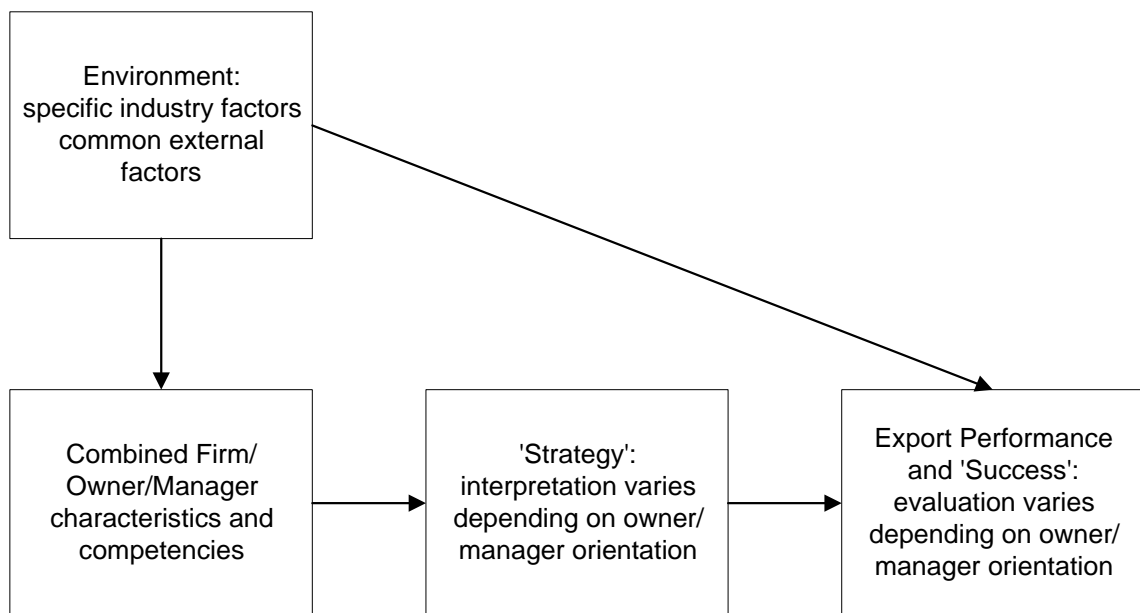 Environment:
specific industry factors
common external
factors
Combined Firm/
Owner/Manager
characteristics and
competencies
'Strategy':
interpretation varies
depending on owner/
manager orientation
Export Performance
and 'Success':
evaluation varies
depending on owner/
manager orientation